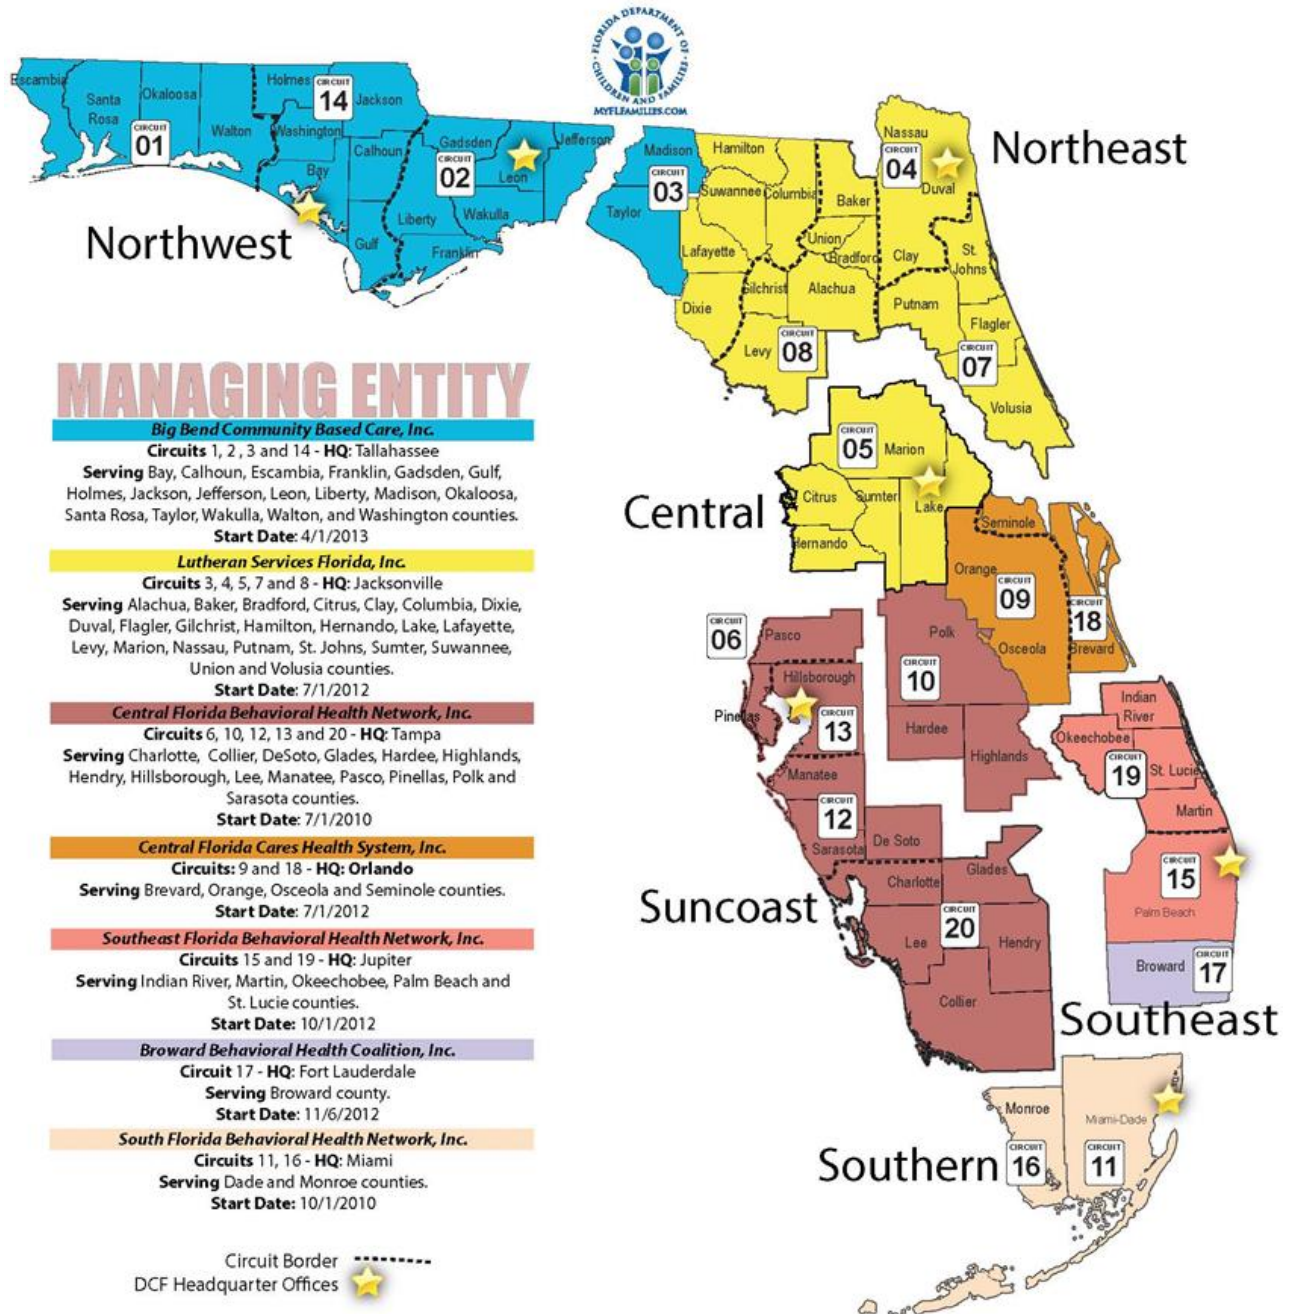 FLORIDA DEPARTMENT OF
CHILDREN AND FAMILIES
MYFLFAMILIES.COM
Escambia
Santa
Rosa
Okaloosa
CIRCUIT
01
Walton
Holmes
CIRCUIT
14
Jackson
Washington
Calhoun
Bay
Gulf
Gadsden
CIRCUIT
02
Leon
Jefferson
Liberty
Wakulla
Franklin
Northwest
Madison
CIRCUIT
03
Taylor
Hamilton
Suwannee
Columbia
Lafayette
Dixie
Nassau
CIRCUIT
04
Duval
Northeast
Baker
Union
Bradford
Clay
St.
Johns
Gilchrist
Alachua
Putnam
Flagler
Levy
CIRCUIT
08
CIRCUIT
07
Volusia
Central
CIRCUIT
05
Marion
Citrus
Sumter
Lake
Hernando
Seminole
Orange
CIRCUIT
09
Osceola
CIRCUIT
18
Brevard
CIRCUIT
06
Pasco
Hillsborough
Pinellas
CIRCUIT
13
Polk
CIRCUIT
10
Hardee
Highlands
Manatee
CIRCUIT
12
Sarasota
De Soto
Suncoast
Charlotte
Glades
CIRCUIT
20
Lee
Hendry
Collier
Indian
River
Okeechobee
CIRCUIT
19
St. Lucie
Martin
CIRCUIT
15
Palm Beach
Broward
CIRCUIT
17
Southeast
Southern
Monroe
CIRCUIT
16
Miami-Dade
CIRCUIT
11
MANAGING ENTITY
Big Bend Community Based Care, Inc.
Circuits 1, 2 , 3 and 14 - HQ: Tallahassee
Serving Bay, Calhoun, Escambia, Franklin, Gadsden, Gulf,
Holmes, Jackson, Jefferson, Leon, Liberty, Madison, Okaloosa,
Santa Rosa, Taylor, Wakulla, Walton, and Washington counties.
Start Date: 4/1/2013
Lutheran Services Florida, Inc.
Circuits 3, 4, 5, 7 and 8 - HQ: Jacksonville
Serving Alachua, Baker, Bradford, Citrus, Clay, Columbia, Dixie,
Duval, Flagler, Gilchrist, Hamilton, Hernando, Lake, Lafayette,
Levy, Marion, Nassau, Putnam, St. Johns, Sumter, Suwannee,
Union and Volusia counties.
Start Date: 7/1/2012
Central Florida Behavioral Health Network, Inc.
Circuits 6, 10, 12, 13 and 20 - HQ: Tampa
Serving Charlotte, Collier, DeSoto, Glades, Hardee, Highlands,
Hendry, Hillsborough, Lee, Manatee, Pasco, Pinellas, Polk and
Sarasota counties.
Start Date: 7/1/2010
Central Florida Cares Health System, Inc.
Circuits: 9 and 18 - HQ: Orlando
Serving Brevard, Orange, Osceola and Seminole counties.
Start Date: 7/1/2012
Southeast Florida Behavioral Health Network, Inc.
Circuits 15 and 19 - HQ: Jupiter
Serving Indian River, Martin, Okeechobee, Palm Beach and
St. Lucie counties.
Start Date: 10/1/2012
Broward Behavioral Health Coalition, Inc.
Circuit 17 - HQ: Fort Lauderdale
Serving Broward county.
Start Date: 11/6/2012
South Florida Behavioral Health Network, Inc.
Circuits 11, 16 - HQ: Miami
Serving Dade and Monroe counties.
Start Date: 10/1/2010
Circuit Border
DCF Headquarter Offices